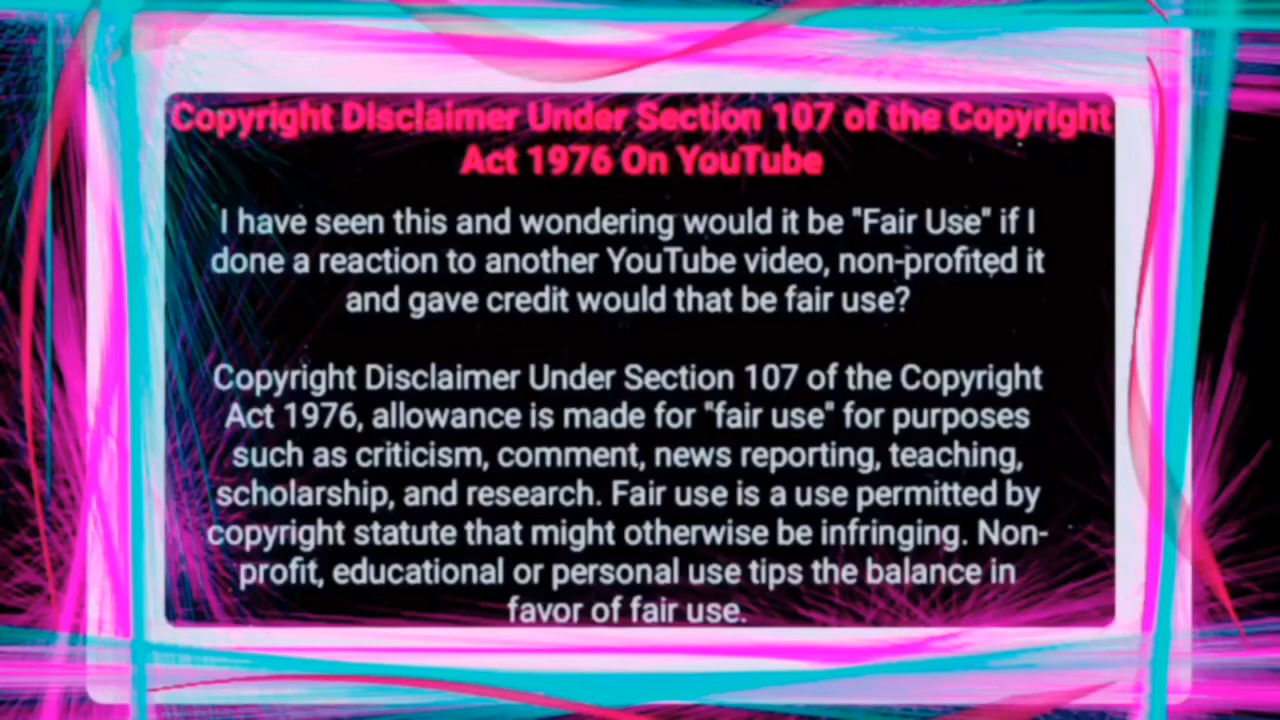 Copyright Disclaimer Under Section 107 of the Copyright
Act 1976 On YouTube
I have seen this and wondering would it be "Fair Use" if I
done a reaction to another YouTube video, non-profited it
and gave credit would that be fair use?
Copyright Disclaimer Under Section 107 of the Copyright
Act 1976, allowance is made for "fair use" for purposes
such as criticism, comment, news reporting, teaching,
scholarship, and research. Fair use is a use permitted by
copyright statute that might otherwise be infringing. Non-
profit, educational or personal use tips the balance in
favor of fair use.